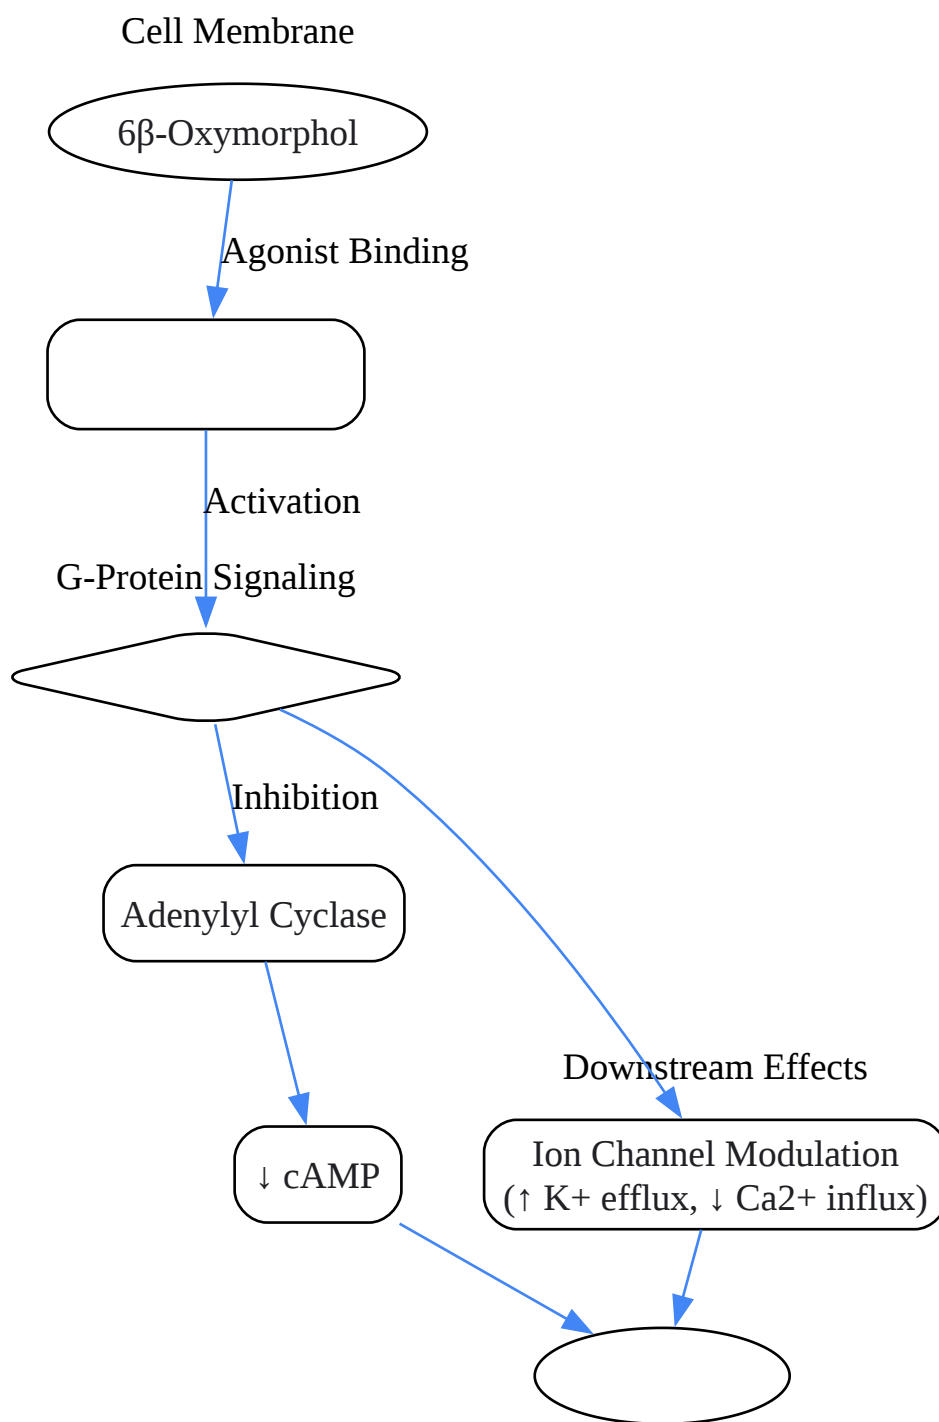 Cell Membrane
6β-Oxymorphol
Agonist Binding
Activation
G-Protein Signaling
Inhibition
Adenylyl Cyclase
Downstream Effects
Ion Channel Modulation
(↑ K+ efflux, ↓ Ca2+ influx)
↓ cAMP